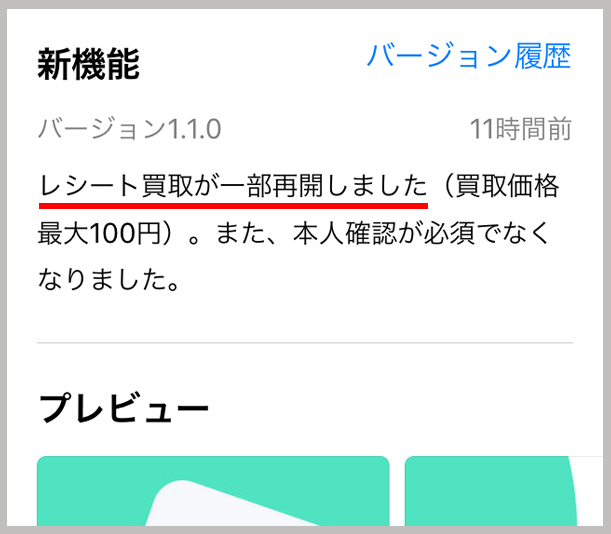 新機能
バージョン履歴
バージョン1.1.0
11時間前
レシート買取が一部再開しました（買取価格
最大100円）。また、本人確認が必須でなく
なりました。
プレビュー